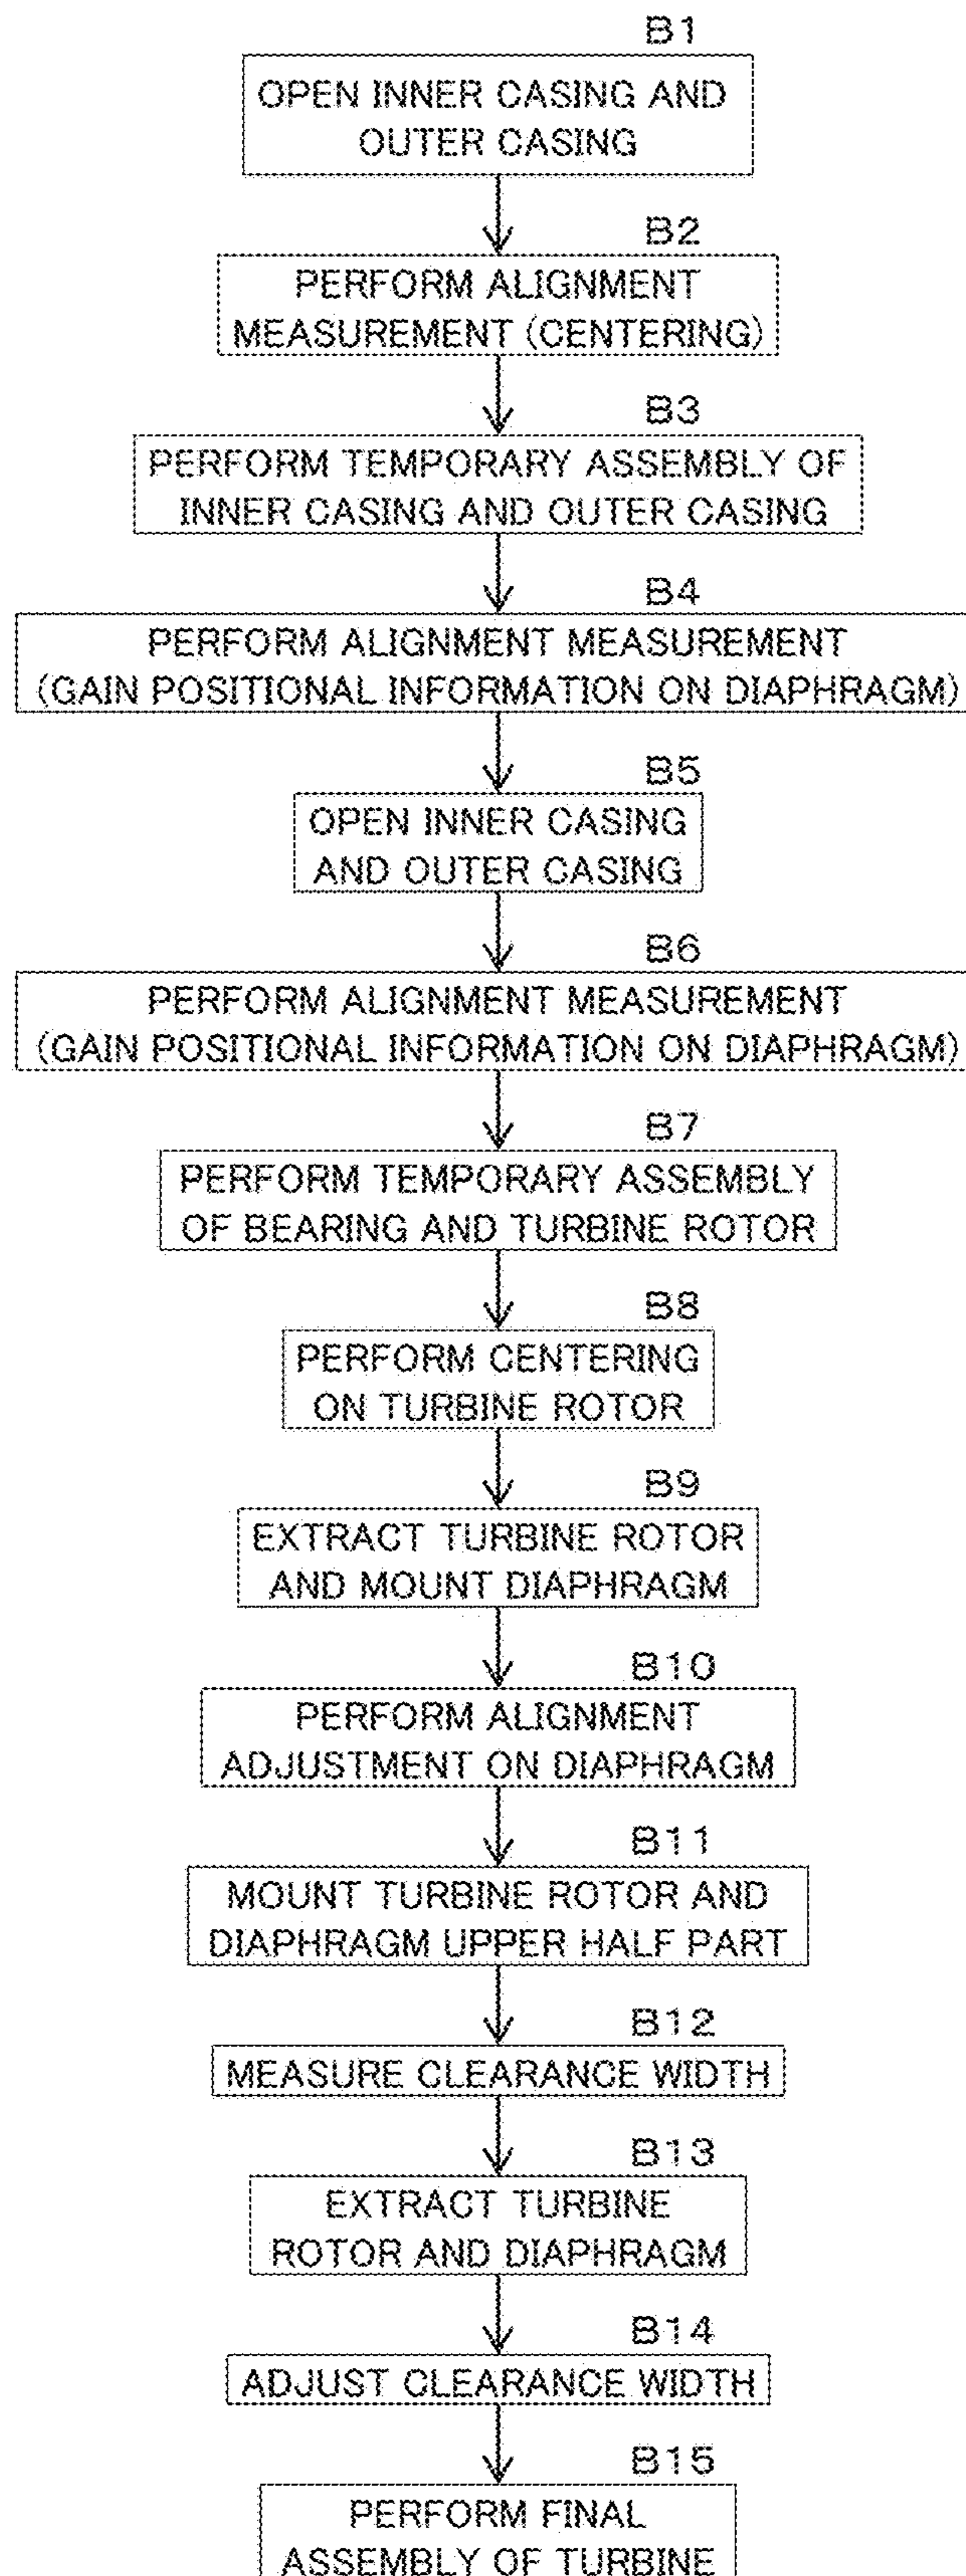 B1
OPEN INNER CASING AND
OUTER CASING
B2
PERFORM ALIGNMENT
MEASUREMENT (CENTERING)
B3
PERFORM TEMPORARY ASSEMBLY OF
INNER CASING AND OUTER CASING
B4
PERFORM ALIGNMENT MEASUREMENT
(GAIN POSITIONAL INFORMATION ON DIAPHRAGM)
B5
OPEN INNER CASING
AND OUTER CASING
B6
PERFORM ALIGNMENT MEASUREMENT
(GAIN POSITIONAL INFORMATION ON DIAPHRAGM)
B7
PERFORM TEMPORARY ASSEMBLY
OF BEARING AND TURBINE ROTOR
B8
PERFORM CENTERING
ON TURBINE ROTOR
B9
EXTRACT TURBINE ROTOR
AND MOUNT DIAPHRAGM
B10
PERFORM ALIGNMENT
ADJUSTMENT ON DIAPHRAGM
B11
MOUNT TURBINE ROTOR AND
DIAPHRAGM UPPER HALF PART
B12
MEASURE CLEARANCE WIDTH
B13
EXTRACT TURBINE
ROTOR AND DIAPHRAGM
B14
ADJUST CLEARANCE WIDTH
B15
PERFORM FINAL
ASSEMBLY OF TURBINE